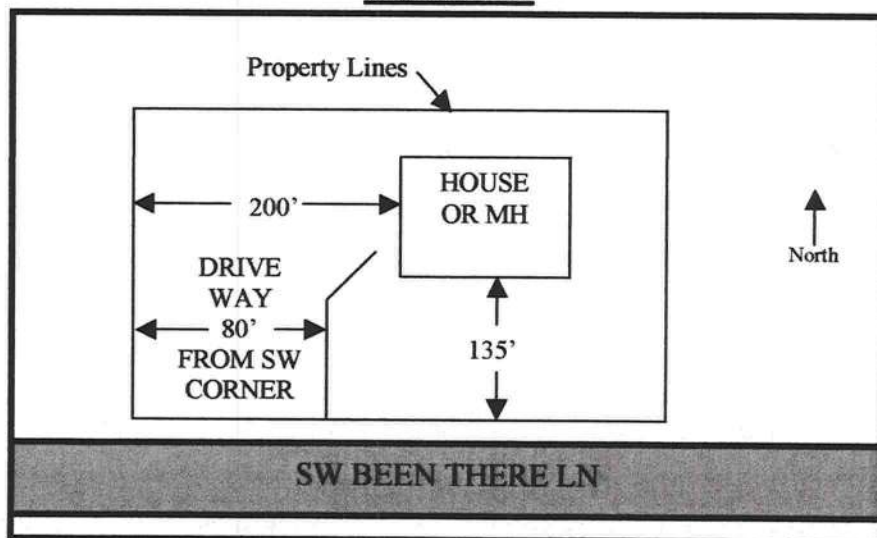 Property Lines
HOUSE
OR MH
200’
North
DRIVE
WAY
80’
FROM SW
CORNER
135’
SW BEEN THERE LN